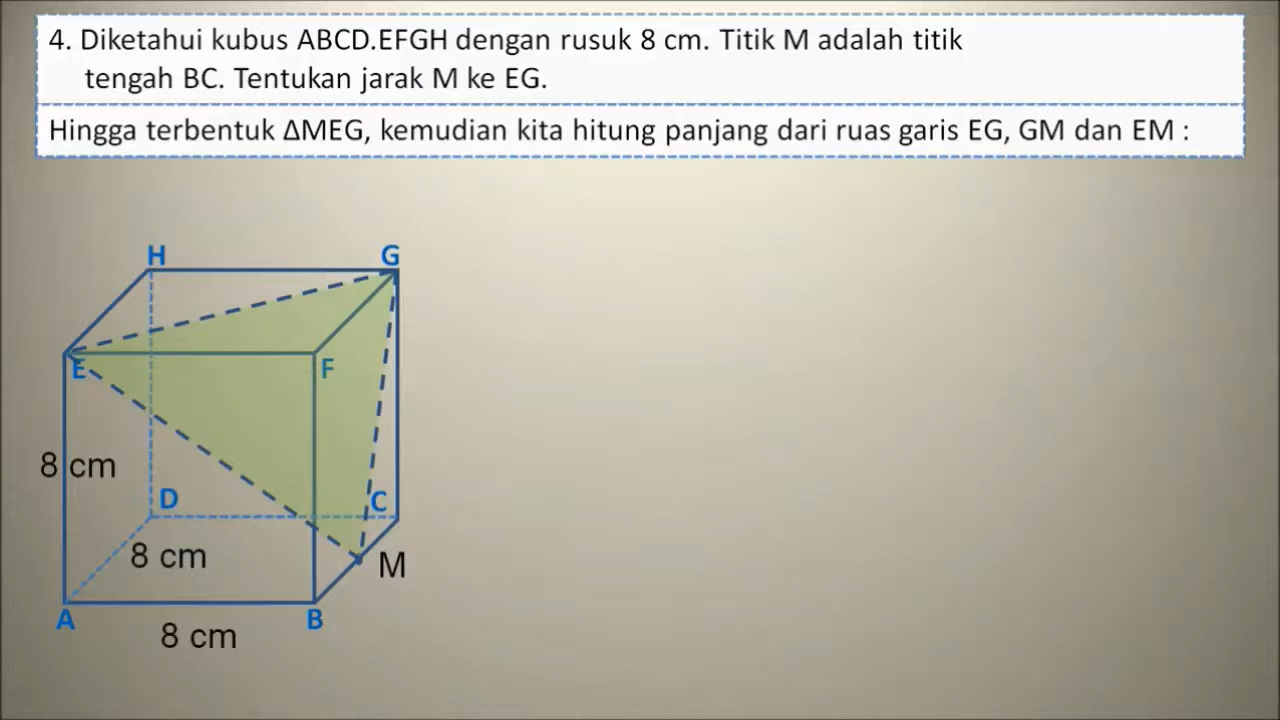 4. Diketahui kubus ABCD.EFGH dengan rusuk 8 cm. Titik M adalah titik
tengah BC. Tentukan jarak M ke EG.
Hingga terbentuk ΔMEG, kemudian kita hitung panjang dari ruas garis EG, GM dan EM :
H
G
E
F
8 cm
D
C
8 cm
M
A
B
8 cm